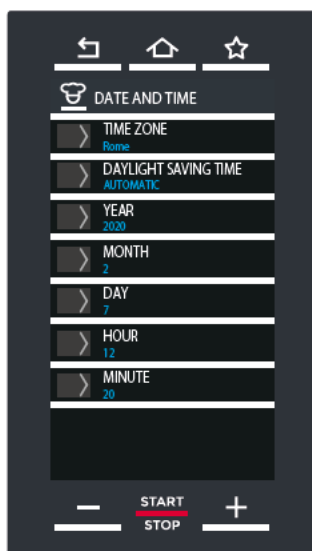 DATE AND TIME
TIME ZONE
Rome
DAYLIGHT SAVING TIME
AUTOMATIC
YEAR
2020
MONTH
2
DAY
7
HOUR
12
MINUTE
20
START
STOP